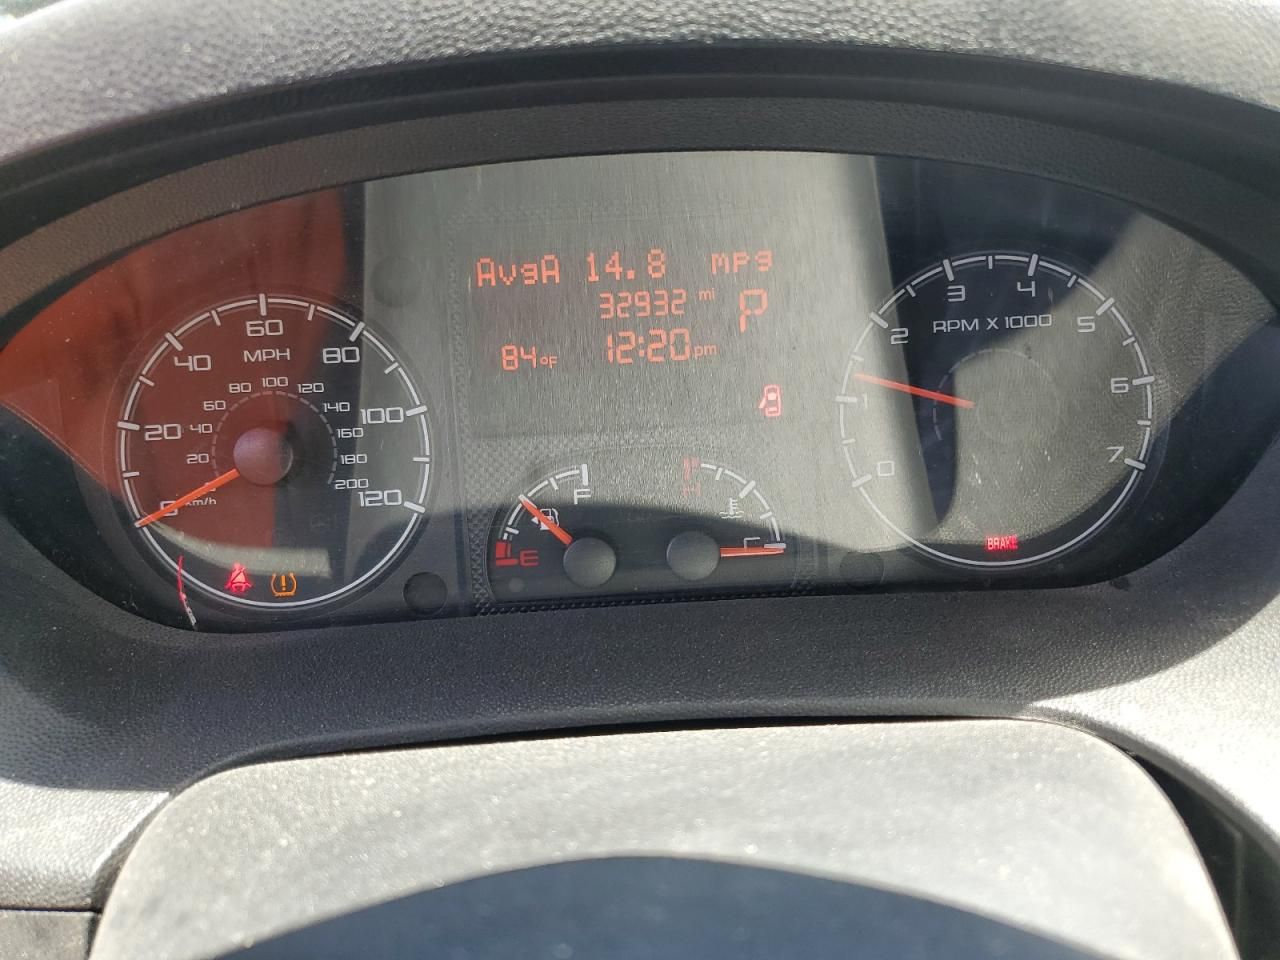 AvgA 14.8 mpg
32932 mi
P
84°F 12:20 pm
0 20 40 60 80 100 120
MPH
20 40 60 80 100 120 140 160 180 200
km/h
F
E
H
C
0 1 2 3 4 5 6 7
RPM X 1000
BRAKE